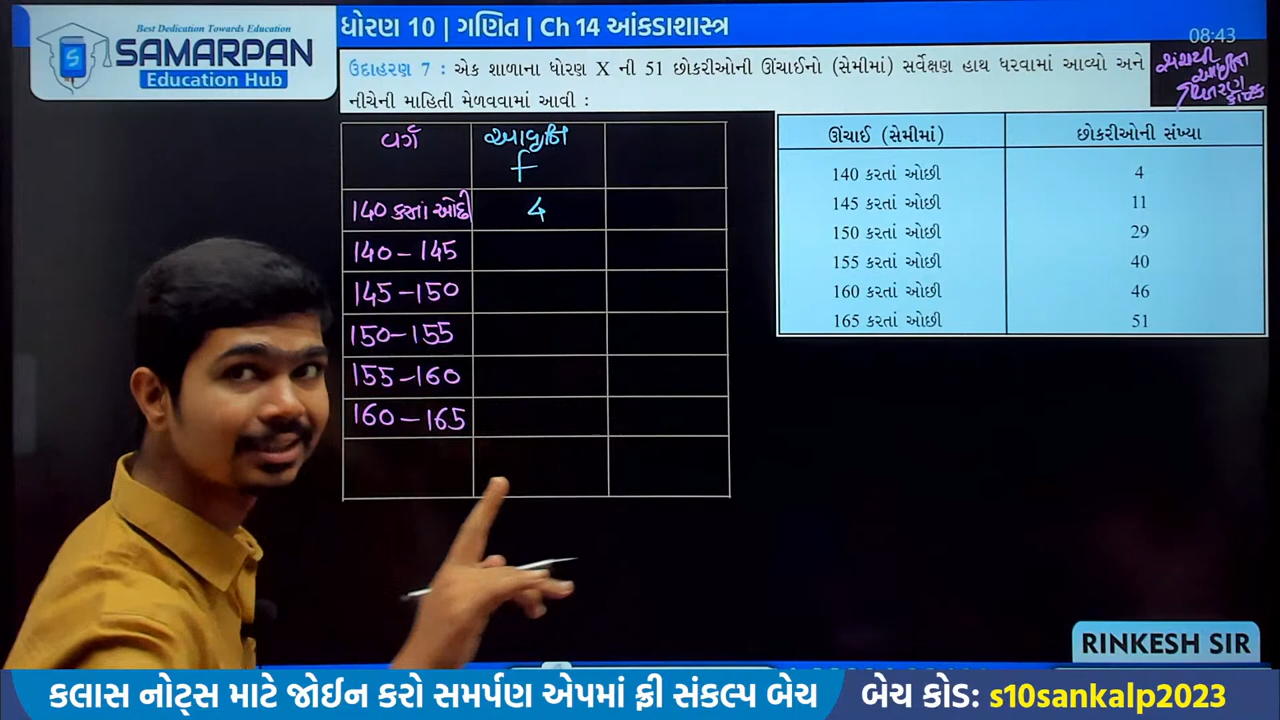 Best Dedication Towards Education
SAMARPAN
Education Hub
ધોરણ 10 | ગણિત | Ch 14 આંકડાશાસ્ત્ર
08:43
ઉદાહરણ 7 : એક શાળાના ધોરણ X ની 51 છોકરીઓની ઊંચાઈનો (સેમીમાં) સર્વેક્ષણ હાથ ધરવામાં આવ્યો અને
નીચેની માહિતી મેળવવામાં આવી :
સંચયી
આવૃત્તિ
વર્ગ આવૃત્તિ
f
140 કરતાં ઓછી 4
140 – 145
145 – 150
150 – 155
155 – 160
160 – 165
ઊંચાઈ (સેમીમાં) છોકરીઓની સંખ્યા
140 કરતાં ઓછી 4
145 કરતાં ઓછી 11
150 કરતાં ઓછી 29
155 કરતાં ઓછી 40
160 કરતાં ઓછી 46
165 કરતાં ઓછી 51
RINKESH SIR
કલાસ નોટ્સ માટે જોઈન કરો સમર્પણ એપમાં ફ્રી સંકલ્પ બેચ બેચ કોડ: s10sankalp2023